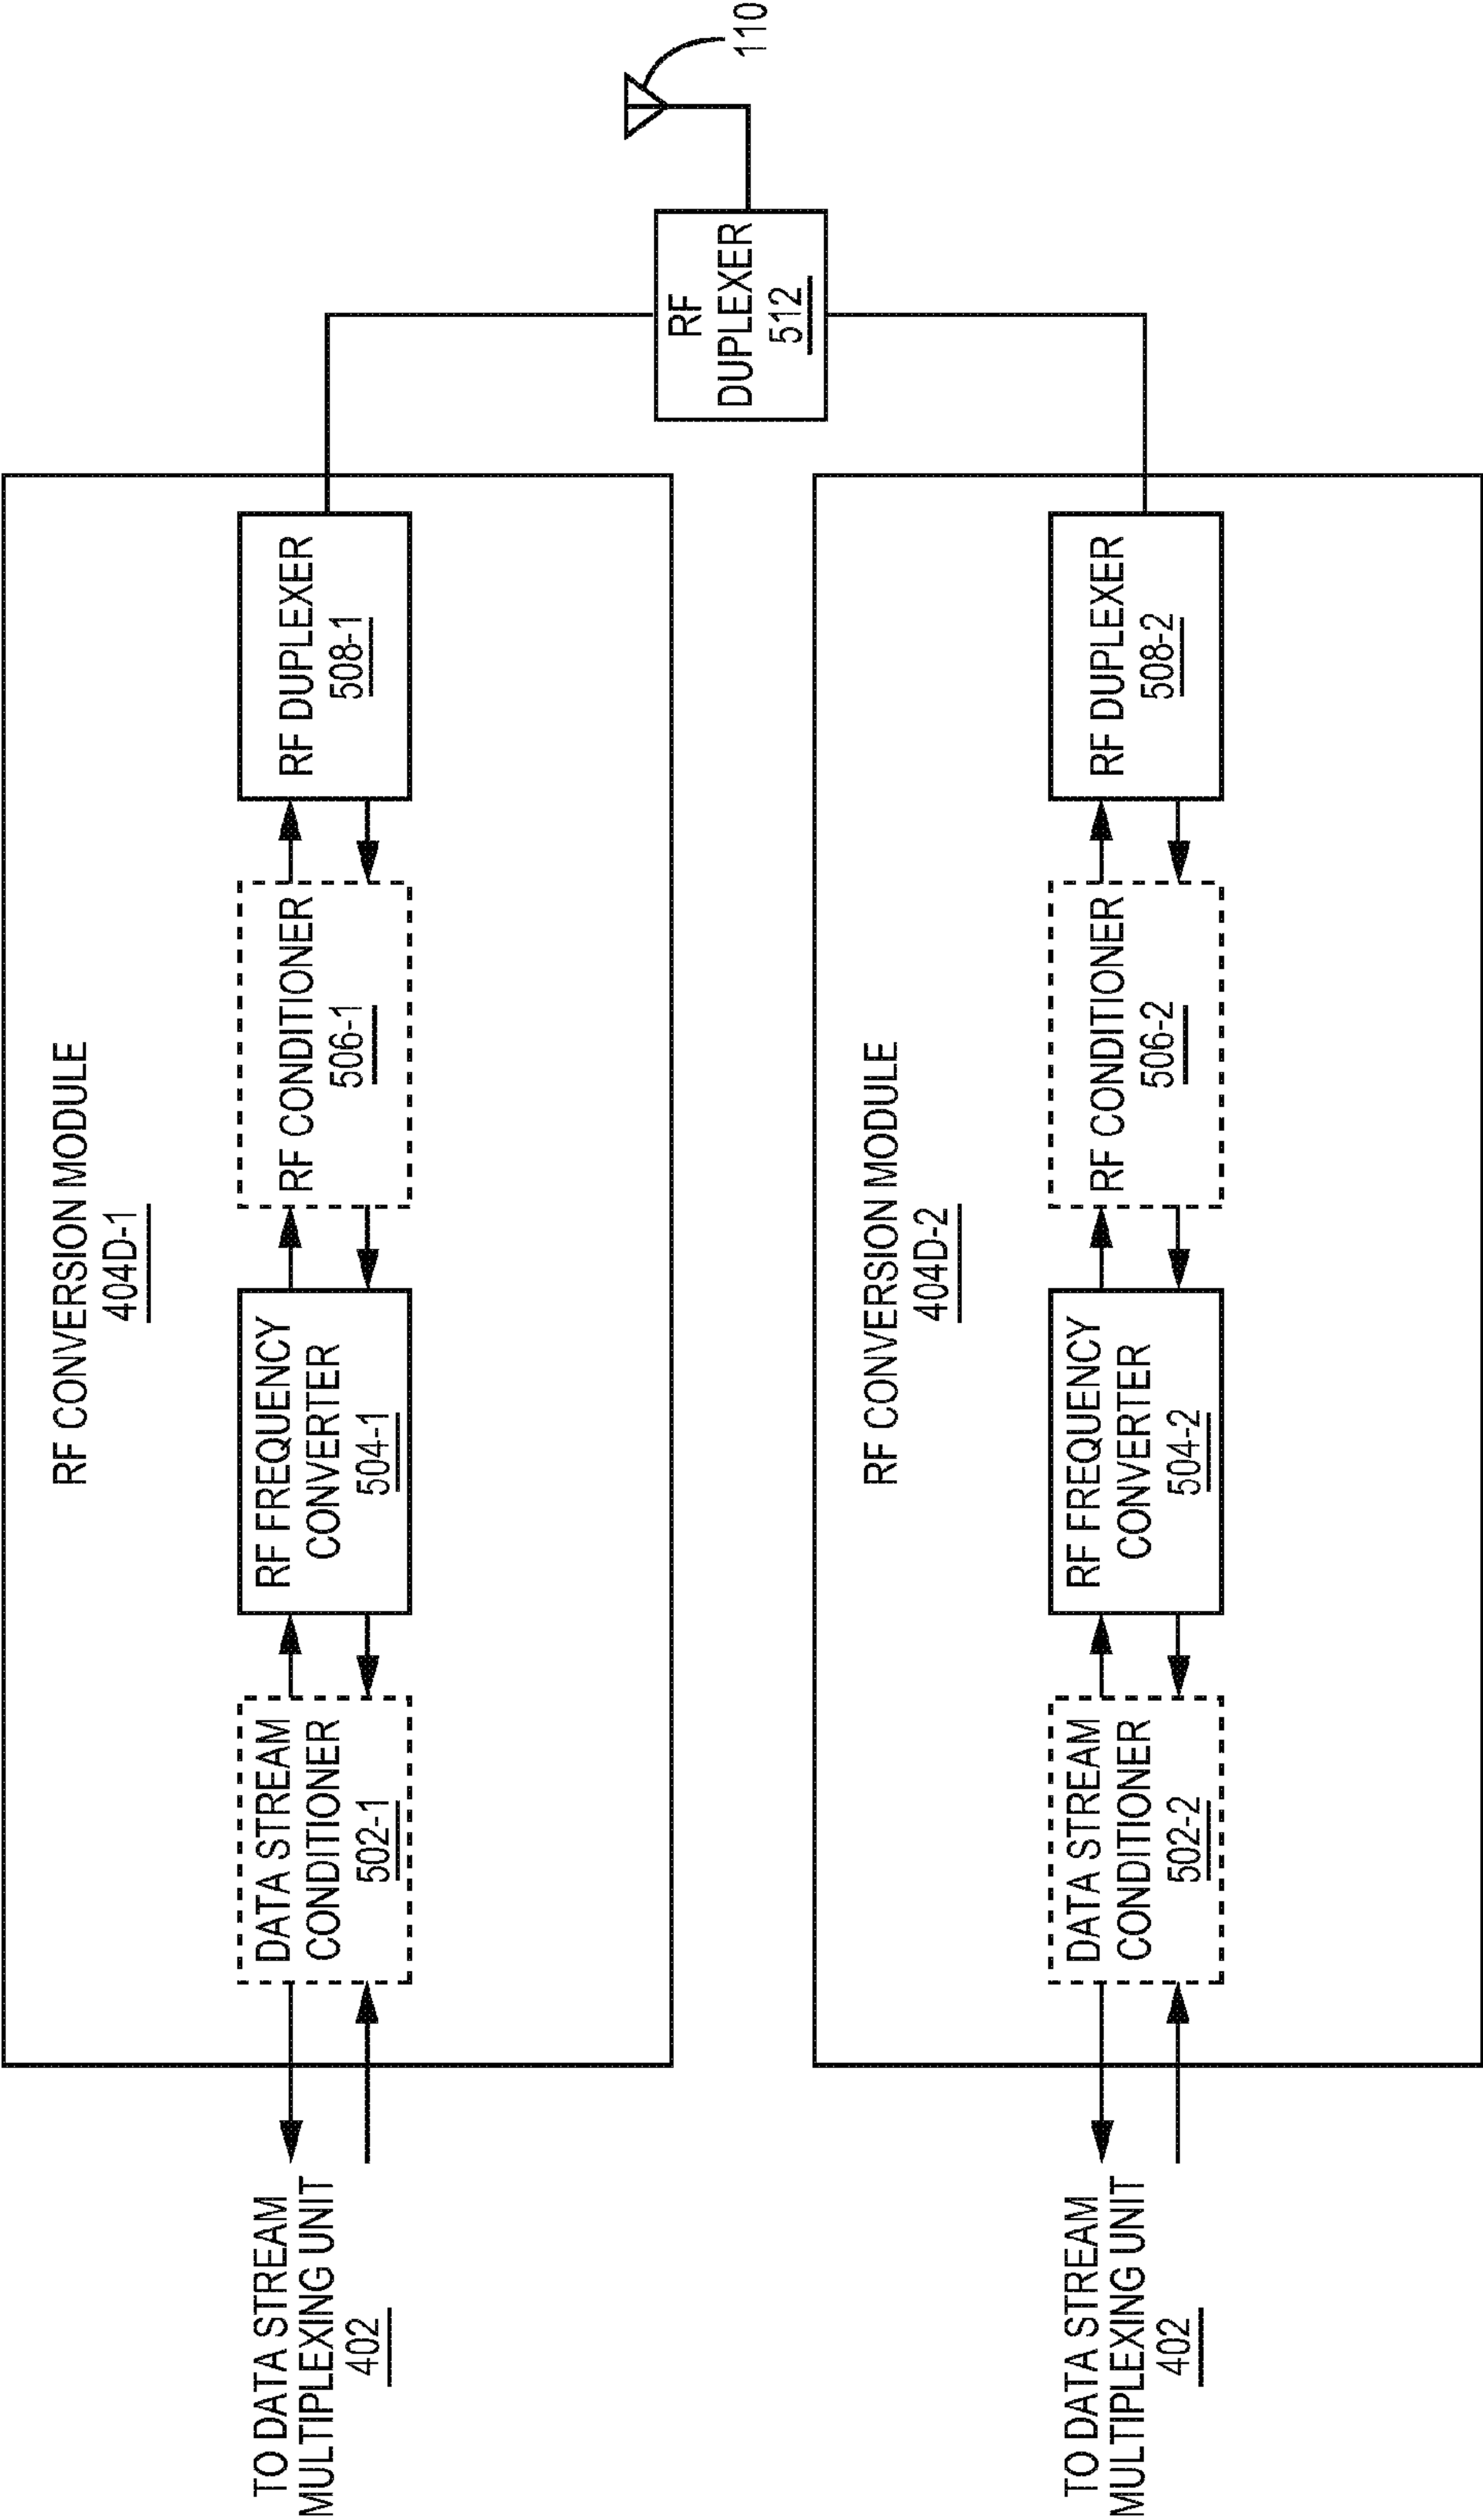 RF CONVERSION MODULE
404D-1
TO DATA STREAM
MULTIPLEXING UNIT
402
DATA STREAM
CONDITIONER
502-1
RF FREQUENCY
CONVERTER
504-1
RF CONDITIONER
506-1
RF DUPLEXER
508-1
RF
DUPLEXER
512
110
RF CONVERSION MODULE
404D-2
TO DATA STREAM
MULTIPLEXING UNIT
402
DATA STREAM
CONDITIONER
502-2
RF FREQUENCY
CONVERTER
504-2
RF CONDITIONER
506-2
RF DUPLEXER
508-2